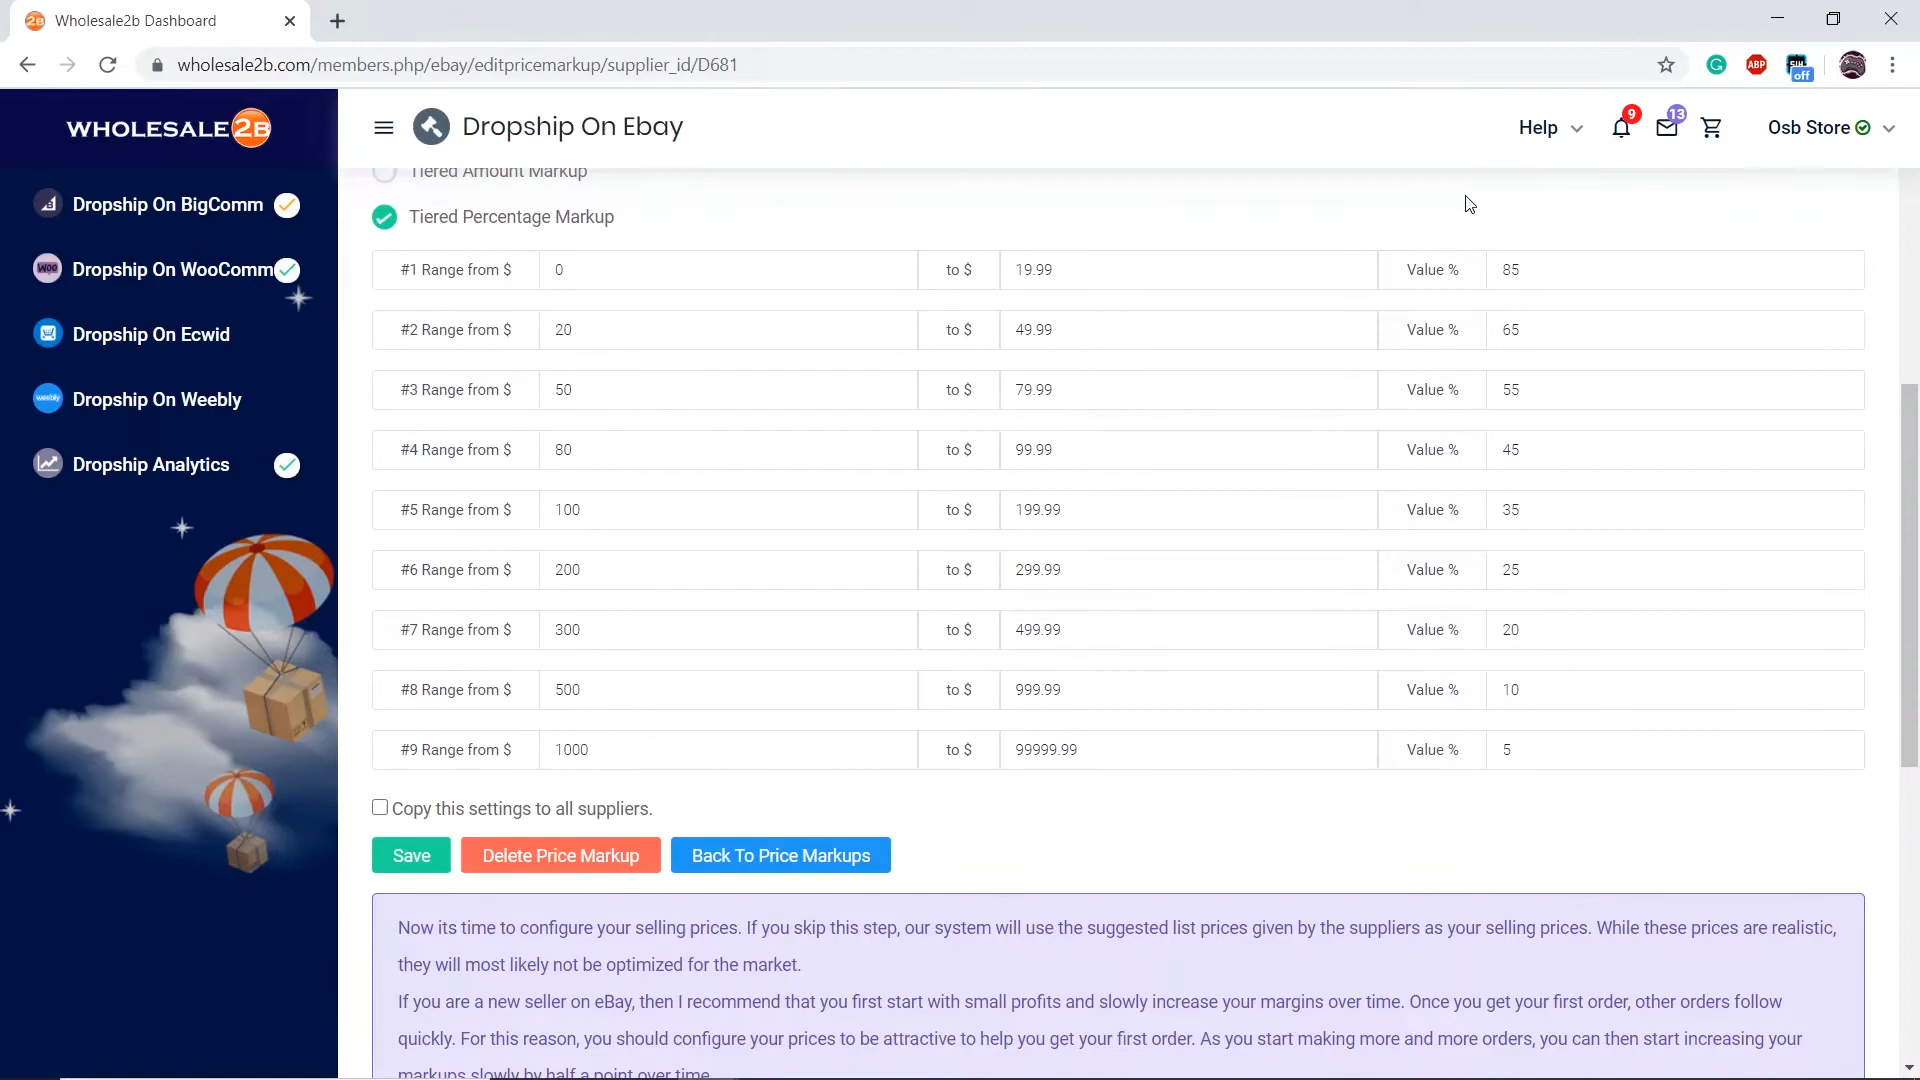 Wholesale2b Dashboard
wholesale2b.com/members.php/ebay/editpricemarkup/supplier_id/D681
ABP
off
WHOLESALE2B
Dropship On Ebay
Help
9
13
Osb Store
Dropship On BigComm
Dropship On WooComm
Dropship On Ecwid
Dropship On Weebly
Dropship Analytics
Tiered Amount Markup
Tiered Percentage Markup
#1 Range from $ 0 to $ 19.99 Value % 85
#2 Range from $ 20 to $ 49.99 Value % 65
#3 Range from $ 50 to $ 79.99 Value % 55
#4 Range from $ 80 to $ 99.99 Value % 45
#5 Range from $ 100 to $ 199.99 Value % 35
#6 Range from $ 200 to $ 299.99 Value % 25
#7 Range from $ 300 to $ 499.99 Value % 20
#8 Range from $ 500 to $ 999.99 Value % 10
#9 Range from $ 1000 to $ 99999.99 Value % 5
Copy this settings to all suppliers.
Save Delete Price Markup Back To Price Markups
Now its time to configure your selling prices. If you skip this step, our system will use the suggested list prices given by the suppliers as your selling prices. While these prices are realistic,
they will most likely not be optimized for the market.
If you are a new seller on eBay, then I recommend that you first start with small profits and slowly increase your margins over time. Once you get your first order, other orders follow
quickly. For this reason, you should configure your prices to be attractive to help you get your first order. As you start making more and more orders, you can then start increasing your
markups slowly by half a point over time.